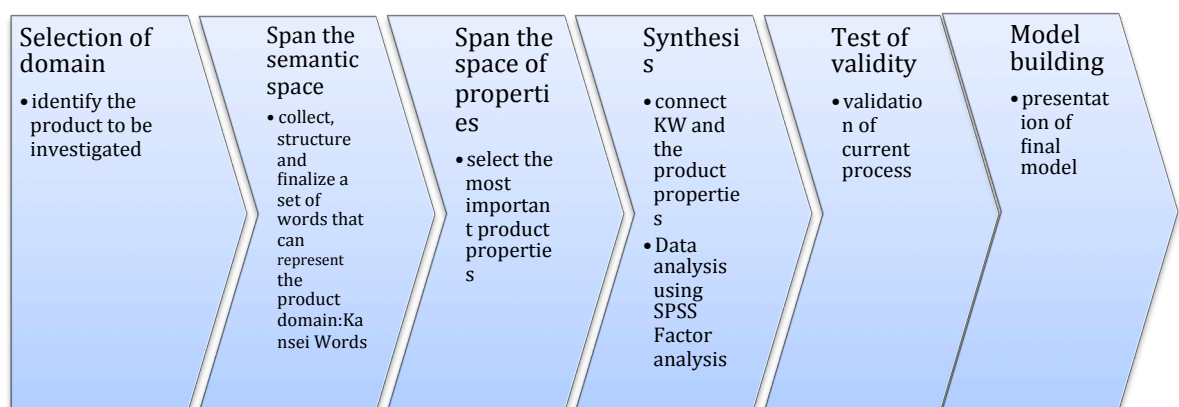 Selection of
domain
• identify the
product to be
investigated
Span the
semantic
space
• collect,
structure
and
finalize a
set of
words that
can
represent
the
product
domain:Ka
nsei Words
Span the
space of
properti
es
• select the
most
importan
t product
propertie
s
Synthesi
s
• connect
KW and
the
product
propertie
s
• Data
analysis
using
SPSS
Factor
analysis
Test of
validity
• validatio
n of
current
process
Model
building
• presentat
ion of
final
model